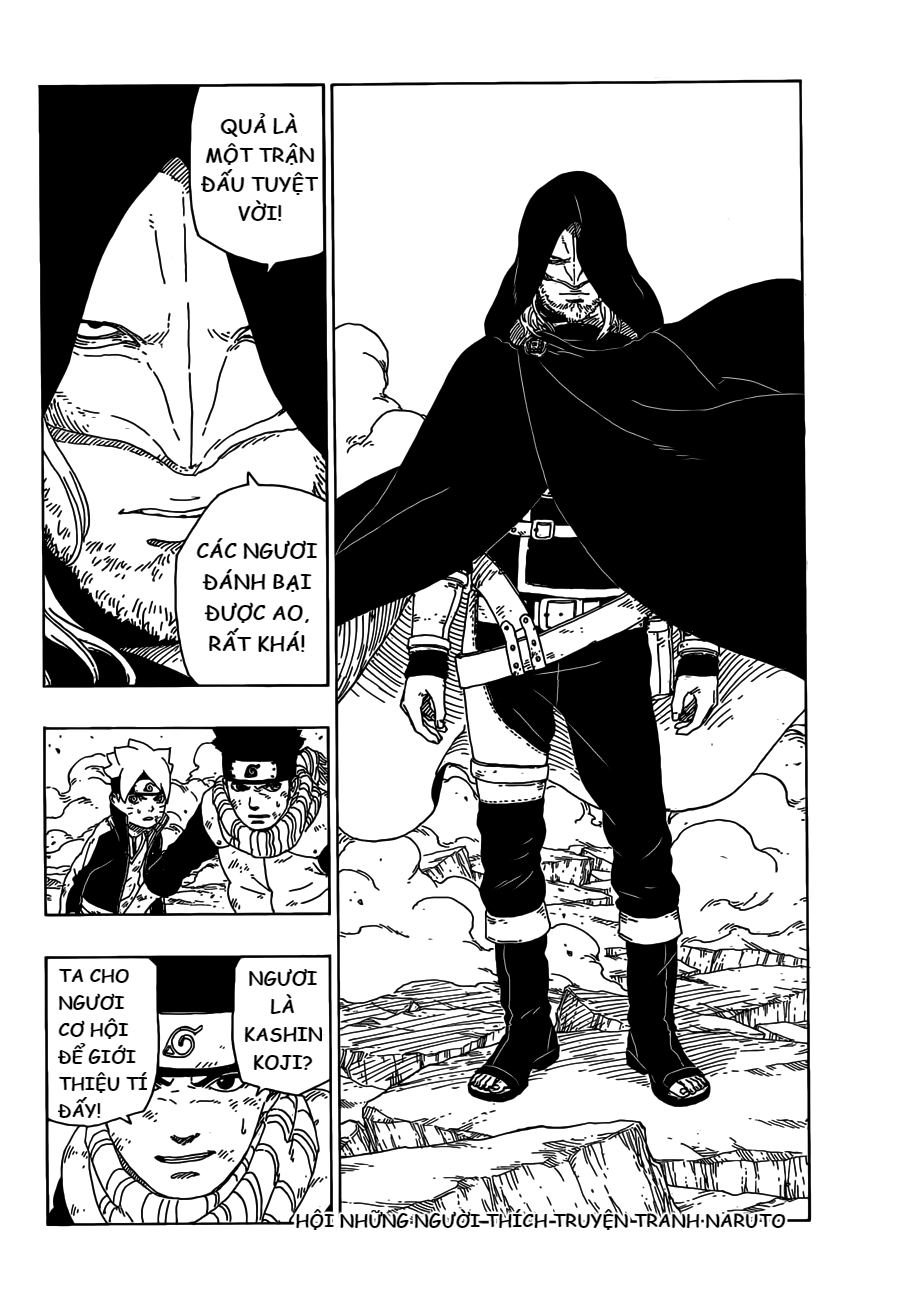 QUẢ LÀ
MỘT TRẬN
ĐẤU TUYỆT
VỜI!
CÁC NGƯƠI
ĐÁNH BẠI
ĐƯỢC AO,
RẤT KHÁ!
NGƯƠI
LÀ
KASHIN
KOJI?
TA CHO
NGƯƠI
CƠ HỘI
ĐỂ GIỚI
THIỆU TÍ
ĐẤY!
HỘI NHỮNG NGƯỜI THÍCH TRUYỆN TRANH NARUTO